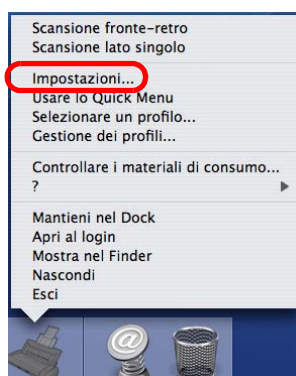 Scansione fronte-retro
Scansione lato singolo
Impostazioni...
Usare lo Quick Menu
Selezionare un profilo...
Gestione dei profili...
Controllare i materiali di consumo...
?
Mantieni nel Dock
Apri al login
Mostra nel Finder
Nascondi
Esci
@